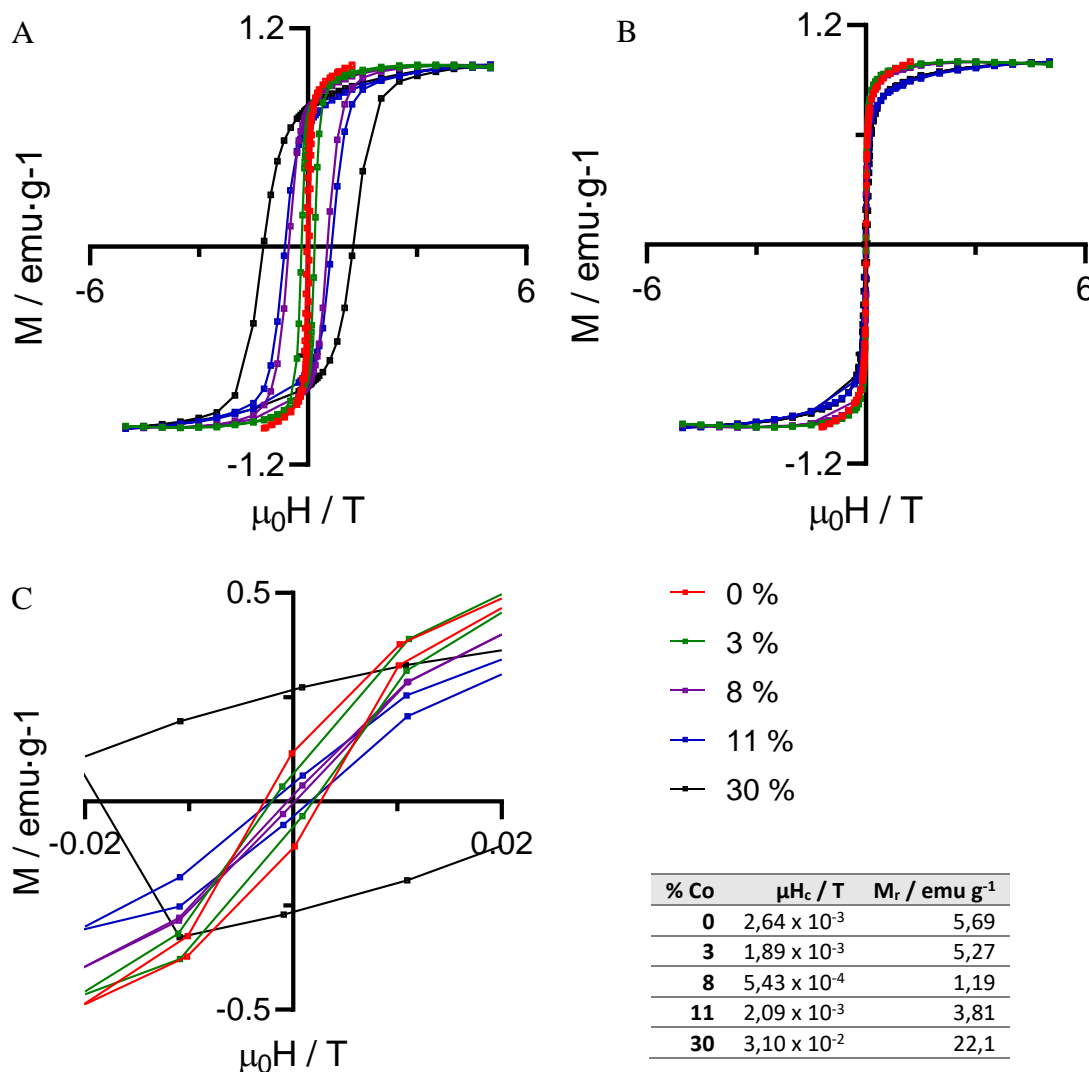 A
1.2
M / emu·g-1
-6
6
-1.2
μ₀H / T
B
1.2
M / emu·g-1
-6
6
-1.2
μ₀H / T
C
0.5
M / emu·g-1
-0.02
0.02
-0.5
μ₀H / T
0 %
3 %
8 %
11 %
30 %
% Co μHc / T Mr / emu g⁻¹
0 2,64 x 10⁻³ 5,69
3 1,89 x 10⁻³ 5,27
8 5,43 x 10⁻⁴ 1,19
11 2,09 x 10⁻³ 3,81
30 3,10 x 10⁻² 22,1